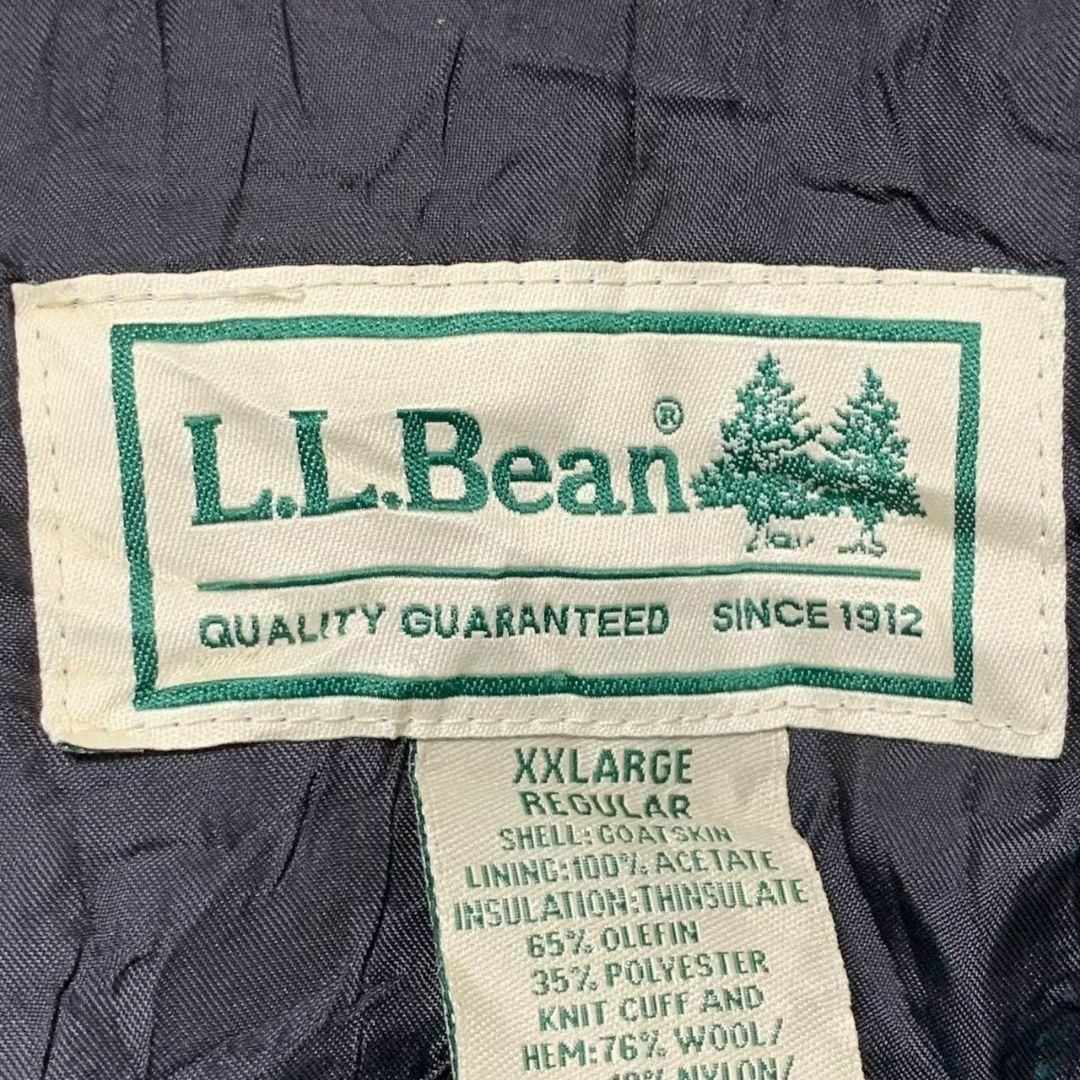 L.L.Bean®
QUALITY GUARANTEED SINCE 1912
XXLARGE
REGULAR
SHELL: GOATSKIN
LINING:100% ACETATE
INSULATION:THINSULATE
65% OLEFIN
35% POLYESTER
KNIT CUFF AND
HEM:76% WOOL/
NYLON/